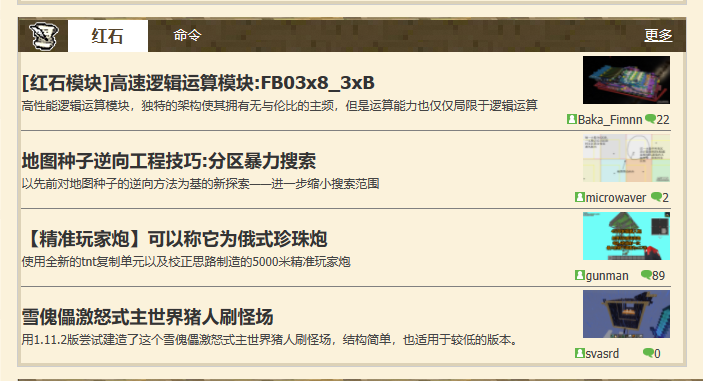 红石
命令
更多
[红石模块]高速逻辑运算模块:FB03x8_3xB
高性能逻辑运算模块，独特的架构使其拥有无与伦比的主频，但是运算能力也仅仅局限于逻辑运算
Baka_Fimnn 22
地图种子逆向工程技巧:分区暴力搜索
以先前对地图种子的逆向方法为基的新探索——进一步缩小搜索范围
microwaver 2
【精准玩家炮】可以称它为俄式珍珠炮
使用全新的tnt复制单元以及校正思路制造的5000米精准玩家炮
gunman 89
雪傀儡激怒式主世界猪人刷怪场
用1.11.2版尝试建造了这个雪傀儡激怒式主世界猪人刷怪场，结构简单，也适用于较低的版本。
svasrd 0